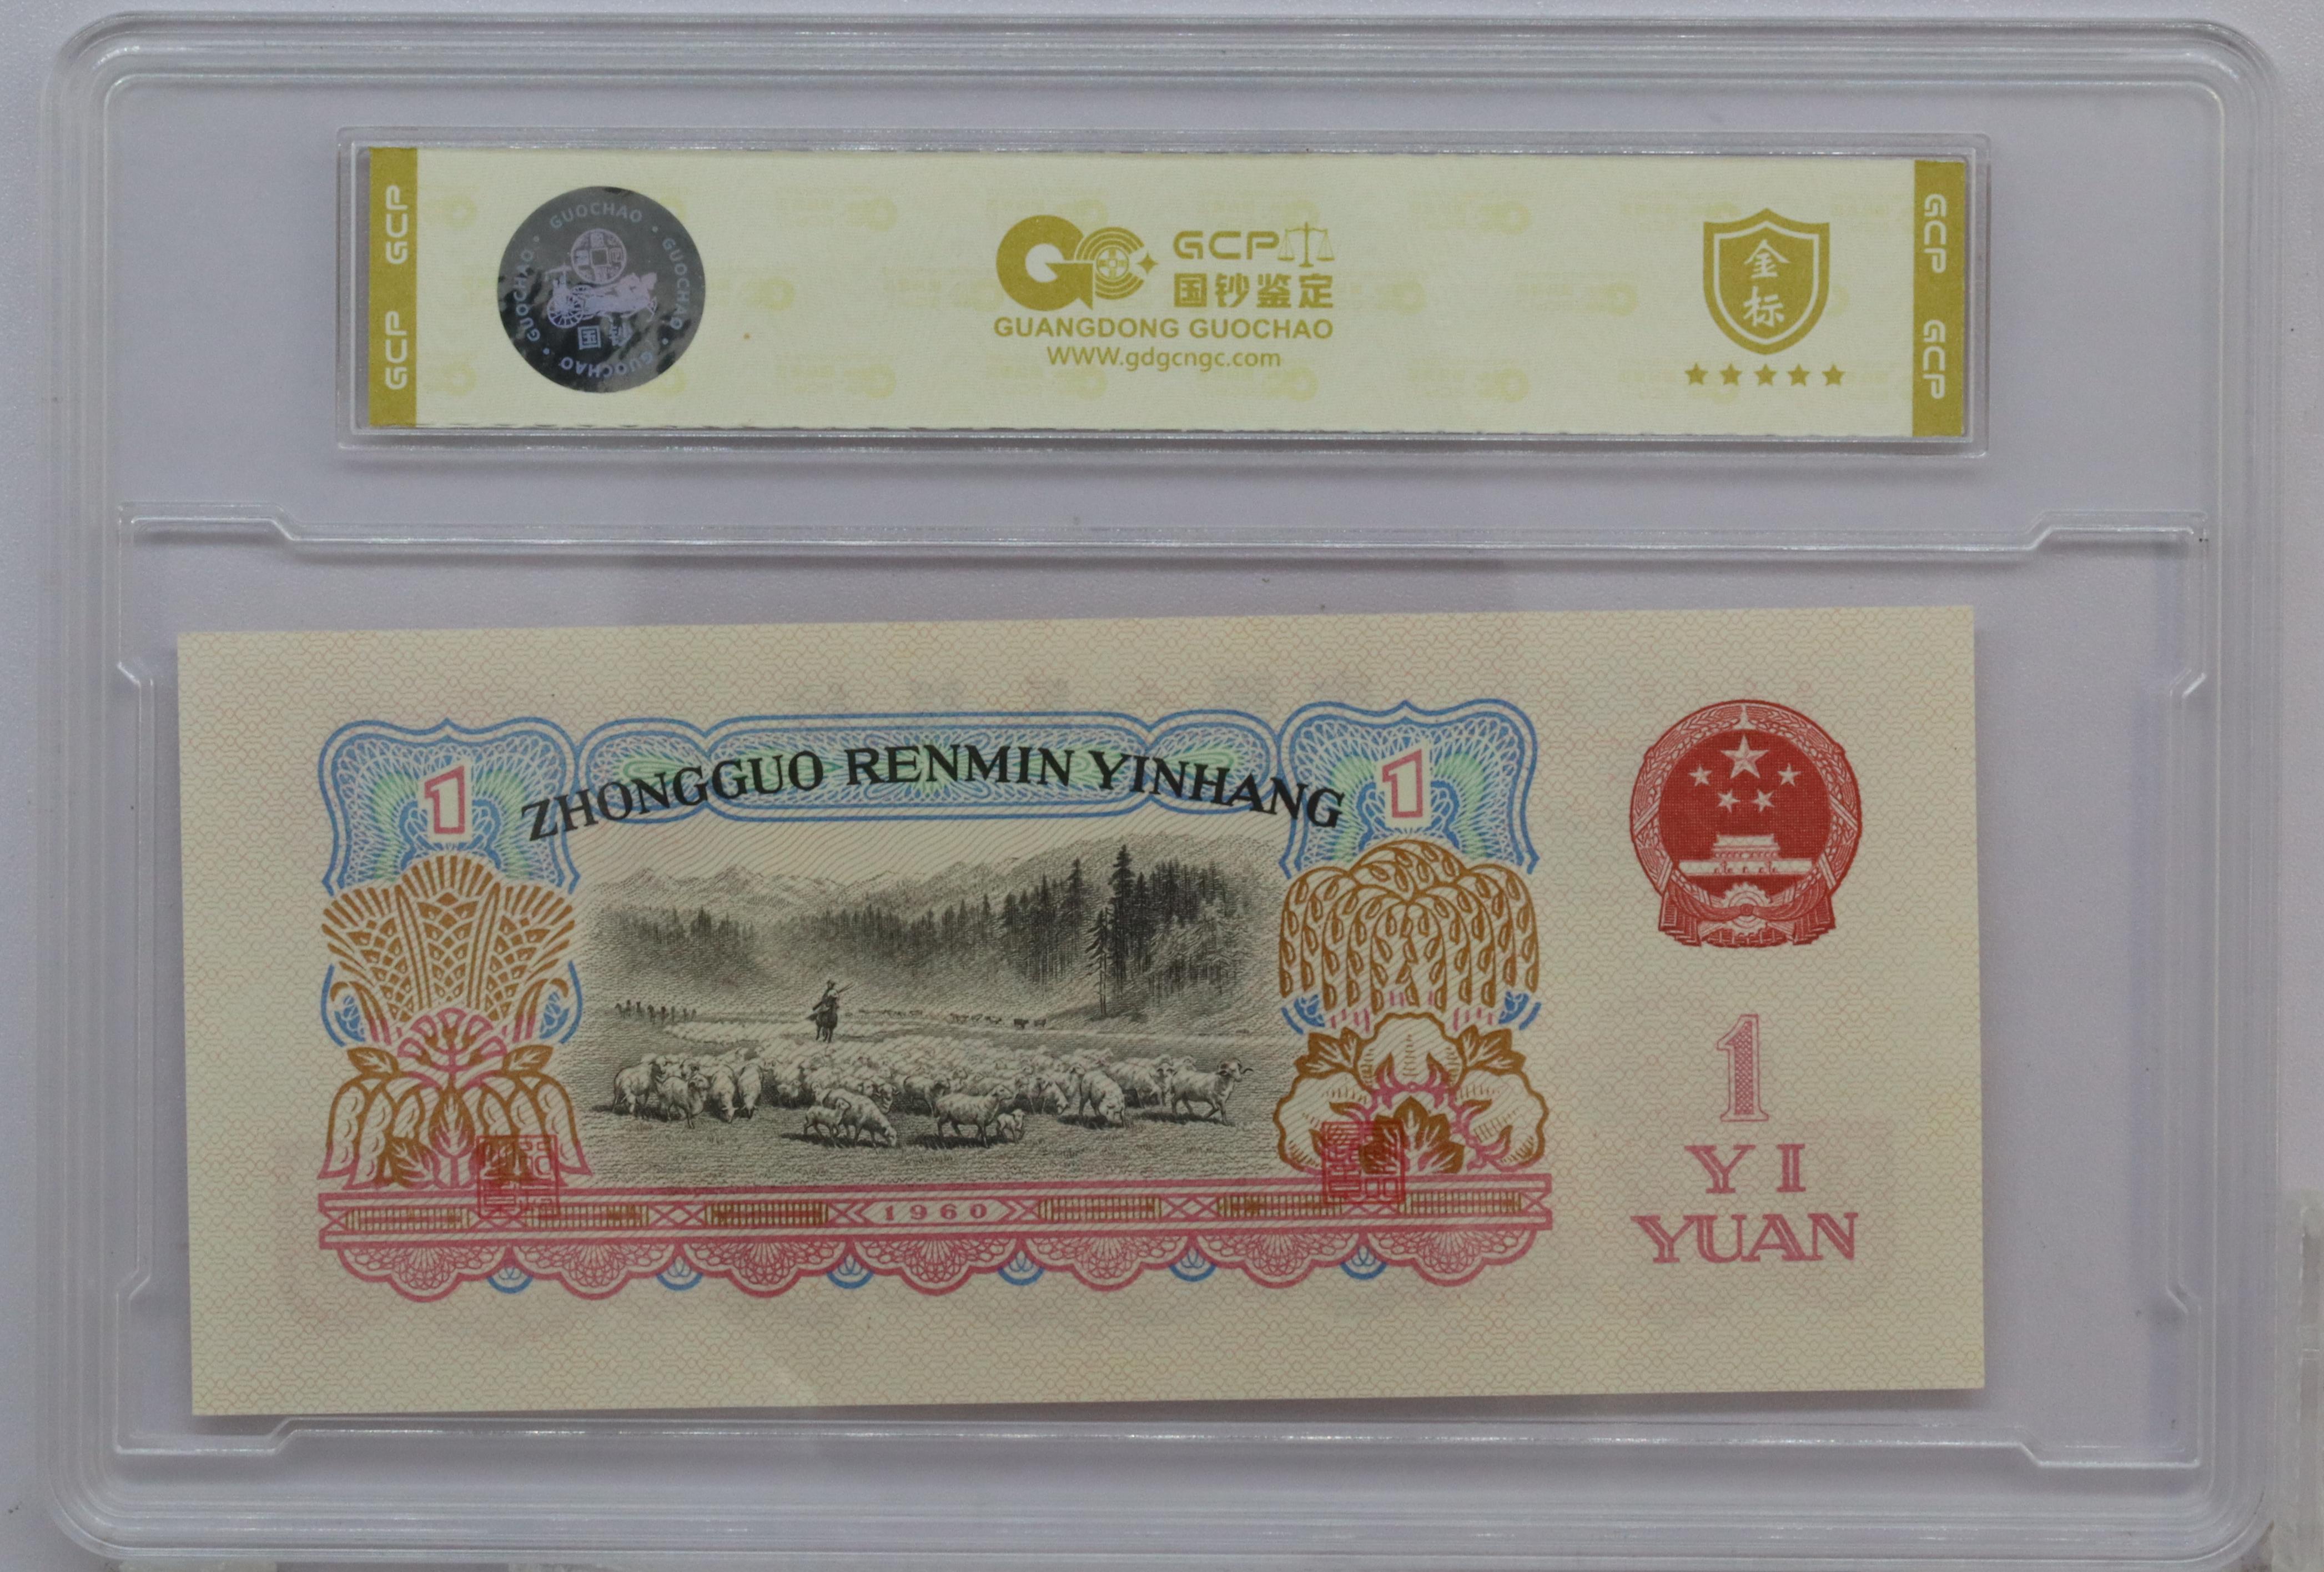 GCP GCP
GUOCHAO • GUOCHAO • GUOCHAO • GUOCHAO •
国钞
GCP
国钞鉴定
GUANGDONG GUOCHAO
WWW.gdgcngc.com
金
标
GCP GCP
ZHONGGUO RENMIN YINHANG
1
1
1960
1
YI
YUAN